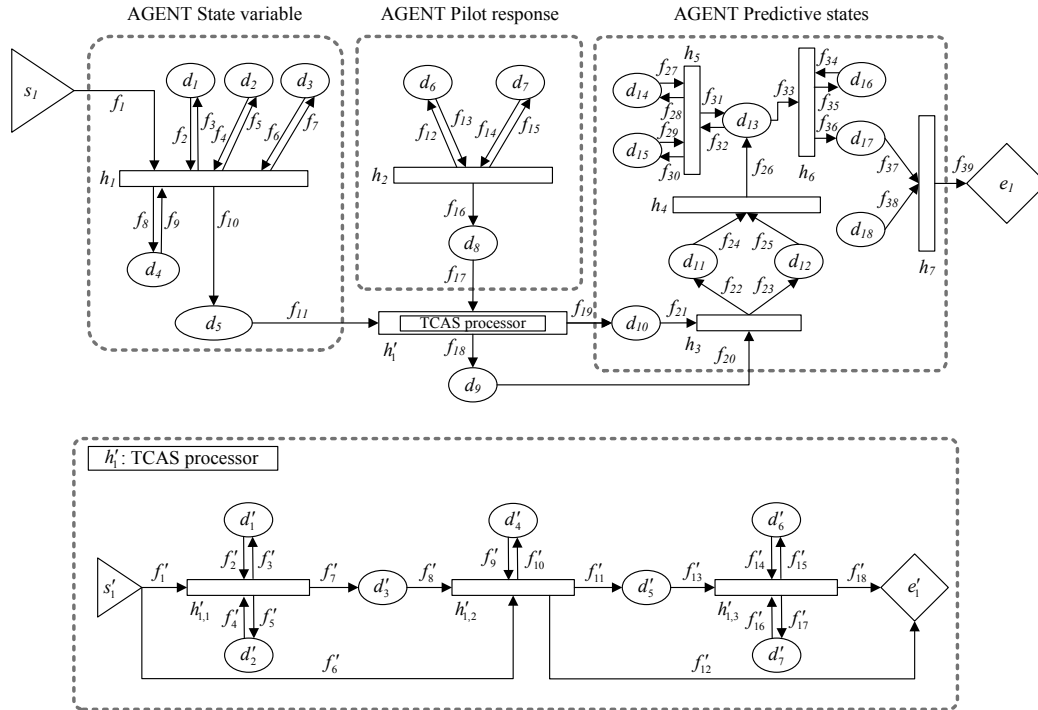 AGENT State variable AGENT Pilot response AGENT Predictive states
s₁ f₁ d₁ d₂ d₃ d₆ d₇ h₅ f₂₇ d₁₄ f₂₈ f₃₁ f₃₃ f₃₄ d₁₆ f₃₅
f₂ f₃ f₄ f₅ f₆ f₇ f₁₂ f₁₃ f₁₄ f₁₅ f₂₉ d₁₅ f₃₀ f₃₂ d₁₃ f₃₆ d₁₇
h₁ h₂ f₂₆ h₆ f₃₇ f₃₉ e₁
f₈ f₉ f₁₀ f₁₆ h₄ f₃₈
d₄ d₈ f₂₄ f₂₅ d₁₈
f₁₇ d₁₁ d₁₂ h₇
f₂₂ f₂₃
d₅ f₁₁ TCAS processor f₁₉ d₁₀ f₂₁
h′₁ f₁₈ h₃ f₂₀
d₉
h′₁: TCAS processor
d′₁ d′₄ d′₆
s′₁ f′₁ f′₂ f′₃ f′₇ f′₈ f′₉ f′₁₀ f′₁₁ f′₁₃ f′₁₄ f′₁₅ f′₁₈ e′₁
d′₃ d′₅
h′₁,₁ f′₄ f′₅ h′₁,₂ h′₁,₃ f′₁₆ f′₁₇
d′₂ f′₆ f′₁₂ d′₇